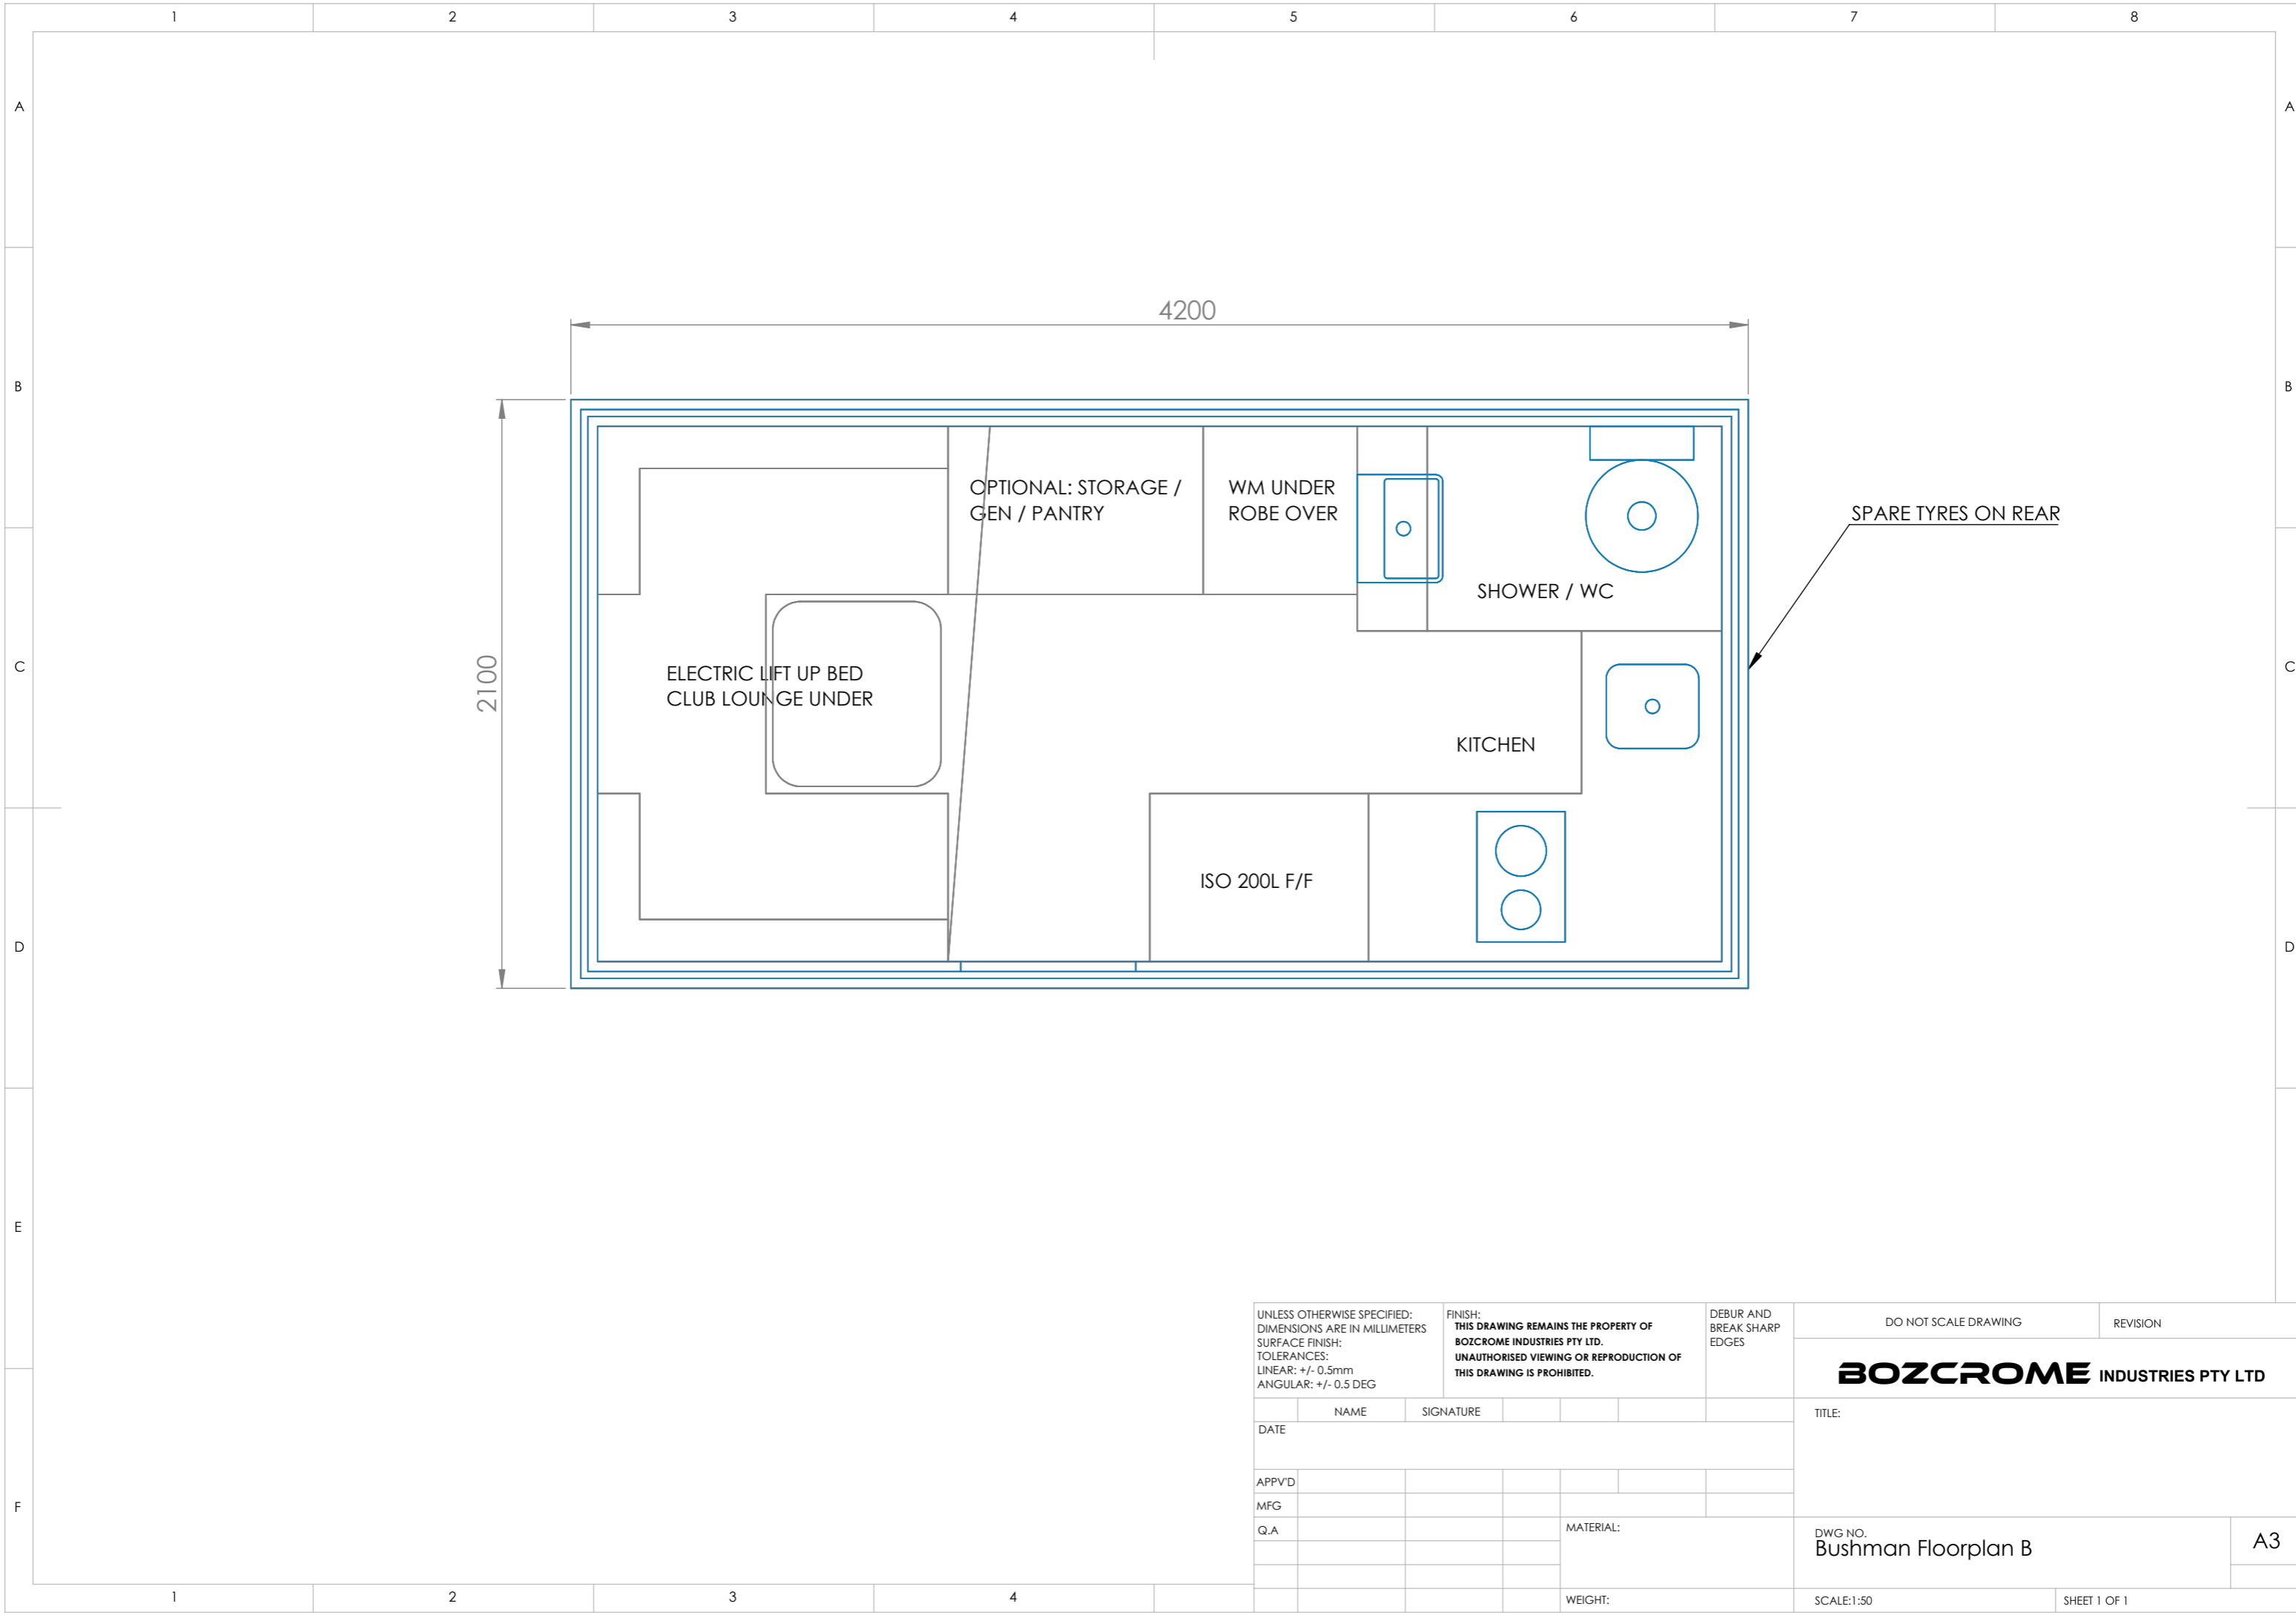 1 2 3 4 5 6 7 8
A A
4200
B B
OPTIONAL: STORAGE /
GEN / PANTRY
WM UNDER
ROBE OVER
SPARE TYRES ON REAR
SHOWER / WC
2100
C C
ELECTRIC LIFT UP BED
CLUB LOUNGE UNDER
KITCHEN
ISO 200L F/F
D D
E
F
UNLESS OTHERWISE SPECIFIED:
DIMENSIONS ARE IN MILLIMETERS
SURFACE FINISH:
TOLERANCES:
LINEAR: +/- 0.5mm
ANGULAR: +/- 0.5 DEG
FINISH:
THIS DRAWING REMAINS THE PROPERTY OF
BOZCROME INDUSTRIES PTY LTD.
UNAUTHORISED VIEWING OR REPRODUCTION OF
THIS DRAWING IS PROHIBITED.
DEBUR AND
BREAK SHARP
EDGES
DO NOT SCALE DRAWING
REVISION
BOZCROME INDUSTRIES PTY LTD
NAME
SIGNATURE
DATE
TITLE:
APPV'D
MFG
Q.A
MATERIAL:
DWG NO.
Bushman Floorplan B
A3
WEIGHT:
SCALE:1:50
SHEET 1 OF 1
1 2 3 4